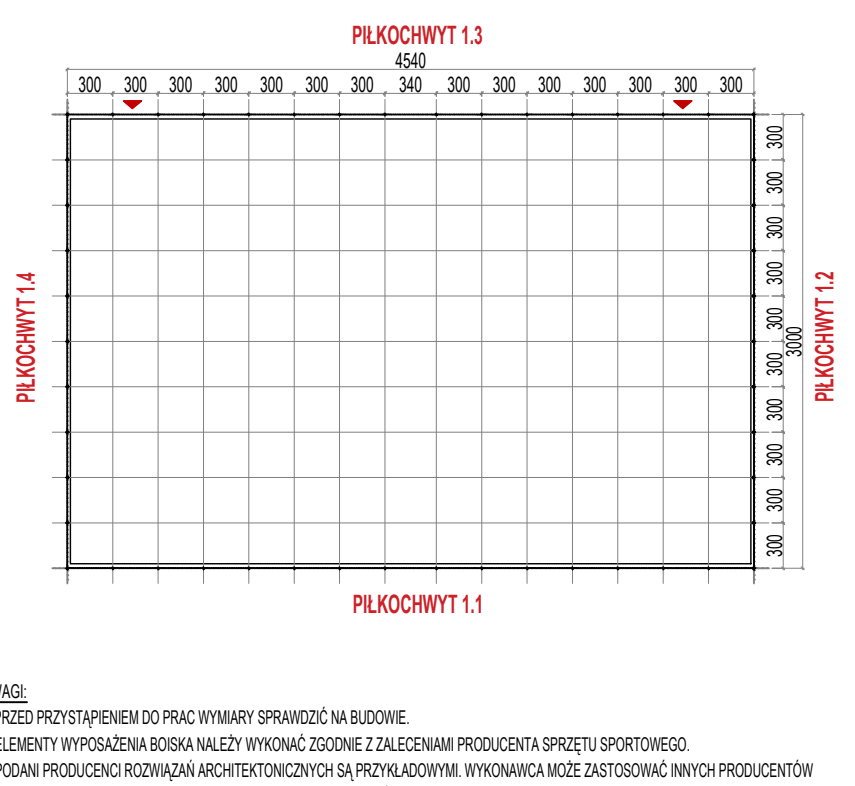 PIŁKOCHWYT 1.3
4540
300 300 300 300 300 300 300 340 300 300 300 300 300 300 300
300
300
300
300
300
300
300
300
300
300
3000
PIŁKOCHWYT 1.4
PIŁKOCHWYT 1.2
PIŁKOCHWYT 1.1
WAGI:
PRZED PRZYSTĄPIENIEM DO PRAC WYMIARY SPRAWDZIĆ NA BUDOWIE.
ELEMENTY WYPOSAŻENIA BOISKA NALEŻY WYKONAĆ ZGODNIE Z ZALECENIAMI PRODUCENTA SPRZĘTU SPORTOWEGO.
PODANI PRODUCENCI ROZWIĄZAŃ ARCHITEKTONICZNYCH SĄ PRZYKŁADOWYMI. WYKONAWCA MOŻE ZASTOSOWAĆ INNYCH PRODUCENTÓW